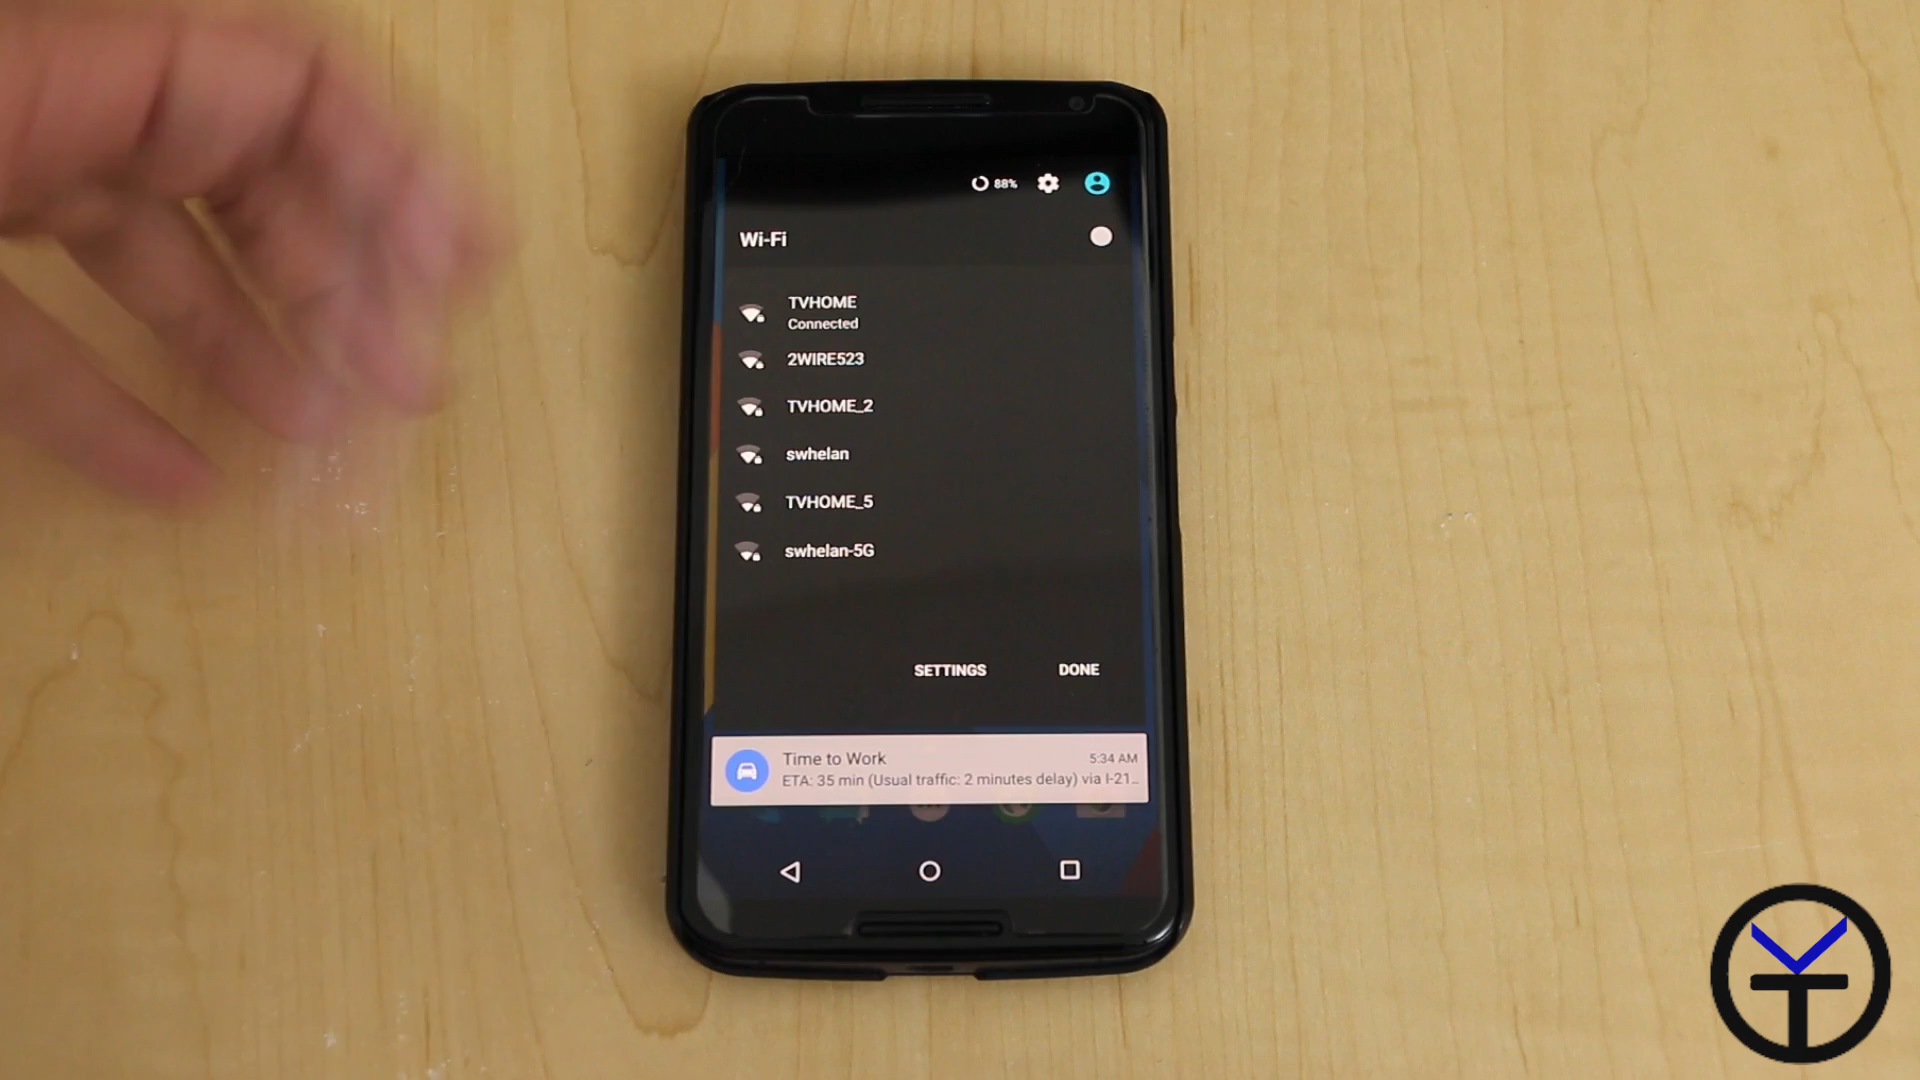 88%
Wi-Fi
TVHOME
Connected
2WIRE523
TVHOME_2
swhelan
TVHOME_5
swhelan-5G
SETTINGS DONE
Time to Work 5:34 AM
ETA: 35 min (Usual traffic: 2 minutes delay) via I-21...